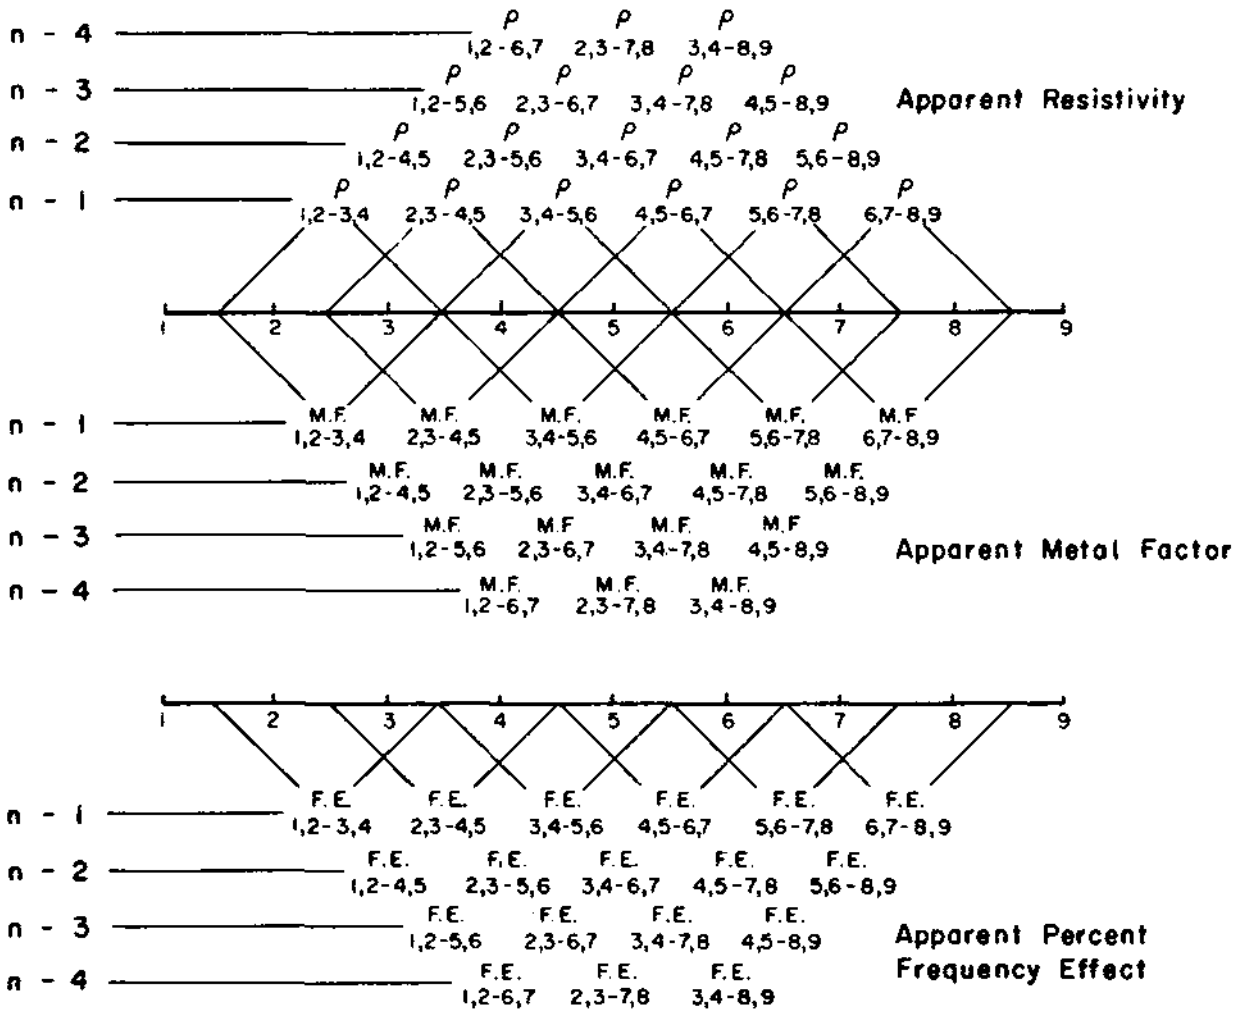 n - 4 ρ ρ ρ
1,2-6,7 2,3-7,8 3,4-8,9
n - 3 ρ ρ ρ ρ
1,2-5,6 2,3-6,7 3,4-7,8 4,5-8,9
Apparent Resistivity
n - 2 ρ ρ ρ ρ ρ
1,2-4,5 2,3-5,6 3,4-6,7 4,5-7,8 5,6-8,9
n - 1 ρ ρ ρ ρ ρ ρ
1,2-3,4 2,3-4,5 3,4-5,6 4,5-6,7 5,6-7,8 6,7-8,9
1 2 3 4 5 6 7 8 9
n - 1 M.F. M.F. M.F. M.F. M.F. M.F
1,2-3,4 2,3-4,5 3,4-5,6 4,5-6,7 5,6-7,8 6,7-8,9
n - 2 M.F. M.F. M.F. M.F. M.F.
1,2-4,5 2,3-5,6 3,4-6,7 4,5-7,8 5,6-8,9
n - 3 M.F. M.F M.F. M.F
1,2-5,6 2,3-6,7 3,4-7,8 4,5-8,9
Apparent Metal Factor
n - 4 M.F. M.F. M.F.
1,2-6,7 2,3-7,8 3,4-8,9
1 2 3 4 5 6 7 8 9
n - 1 F.E. F.E. F.E. F.E. F.E. F.E.
1,2-3,4 2,3-4,5 3,4-5,6 4,5-6,7 5,6-7,8 6,7-8,9
n - 2 F.E. F.E. F.E. F.E. F.E.
1,2-4,5 2,3-5,6 3,4-6,7 4,5-7,8 5,6-8,9
n - 3 F.E. F.E. F.E. F.E.
1,2-5,6 2,3-6,7 3,4-7,8 4,5-8,9
Apparent Percent
Frequency Effect
n - 4 F.E. F.E. F.E.
1,2-6,7 2,3-7,8 3,4-8,9